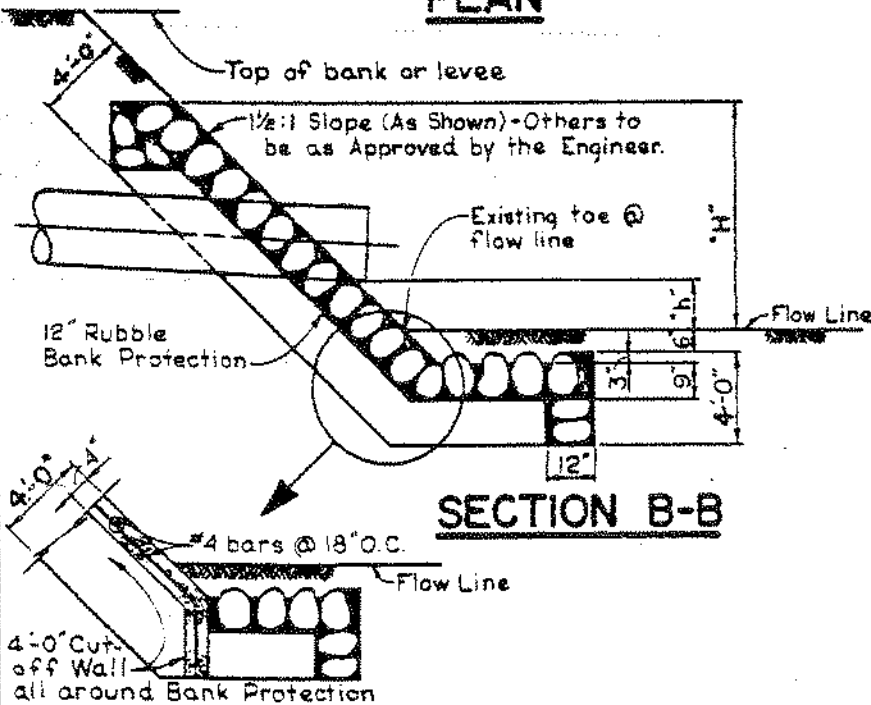 PLAN
4'-0"
Top of bank or levee
1½:1 Slope (As Shown)-Others to
be as Approved by the Engineer.
"H"
Existing toe @
flow line
"h"
Flow Line
6"
12" Rubble
Bank Protection
3"
9"
4'-0"
12"
SECTION B-B
4'-0"
4"
#4 bars @ 18" O.C.
Flow Line
4'-0" Cut-
off Wall
all around Bank Protection